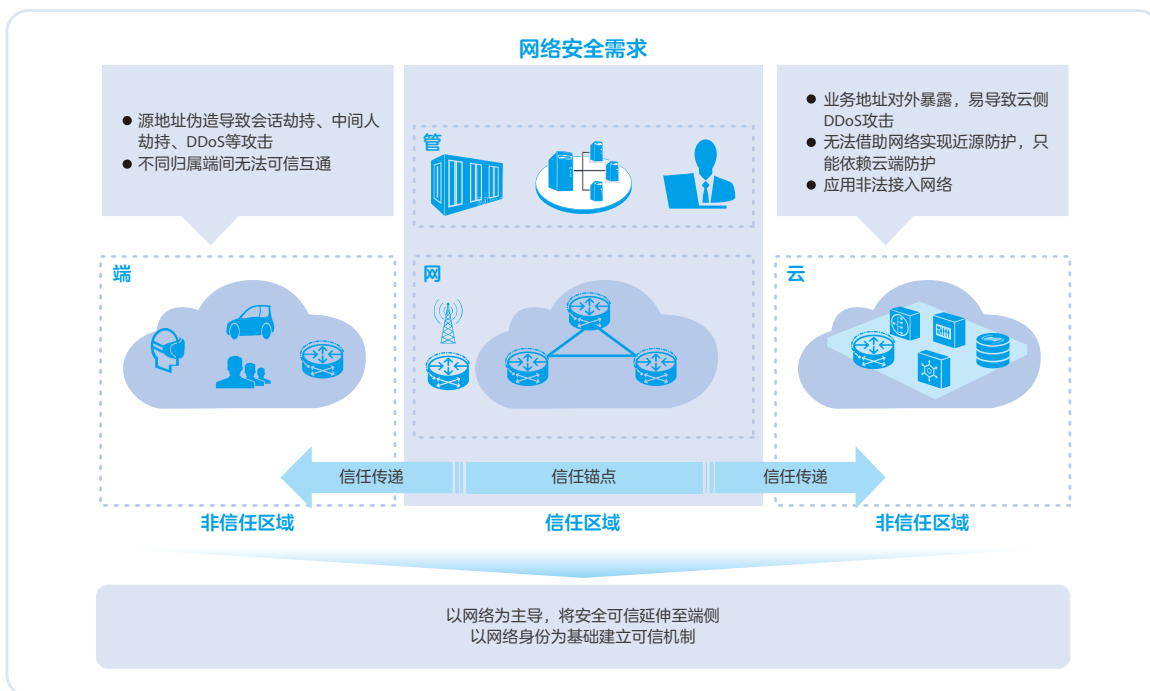 网络安全需求
● 源地址伪造导致会话劫持、中间人
劫持、DDoS等攻击
● 不同归属端间无法可信互通
管
● 业务地址对外暴露，易导致云侧
DDoS攻击
● 无法借助网络实现近源防护，只
能依赖云端防护
● 应用非法接入网络
端
网
云
信任传递
信任锚点
信任传递
非信任区域
信任区域
非信任区域
以网络为主导，将安全可信延伸至端侧
以网络身份为基础建立可信机制